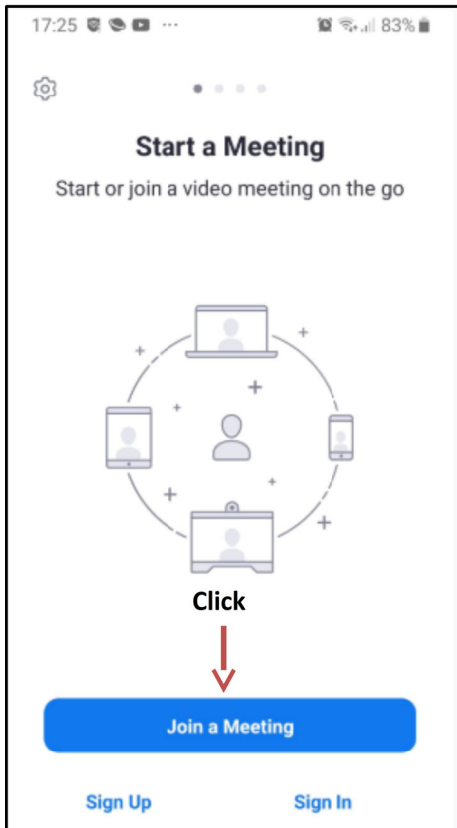 17:25 ··· 83%
Start a Meeting
Start or join a video meeting on the go
Click
Join a Meeting
Sign Up Sign In